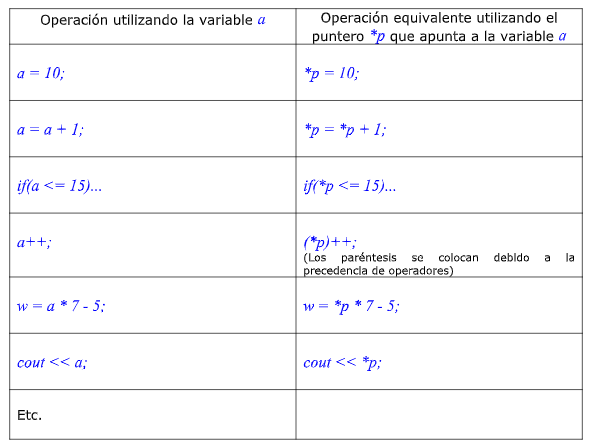 Operación utilizando la variable a
Operación equivalente utilizando el
puntero *p que apunta a la variable a
a = 10;
*p = 10;
a = a + 1;
*p = *p + 1;
if(a <= 15)...
if(*p <= 15)...
a++;
(*p)++;
(Los paréntesis se colocan debido a la
precedencia de operadores)
w = a * 7 - 5;
w = *p * 7 - 5;
cout << a;
cout << *p;
Etc.